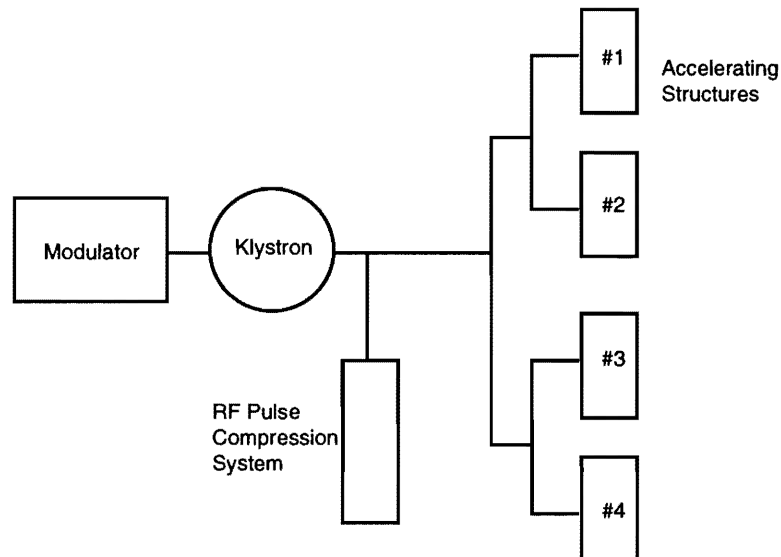 #1
Accelerating
Structures
#2
Modulator
Klystron
#3
RF Pulse
Compression
System
#4